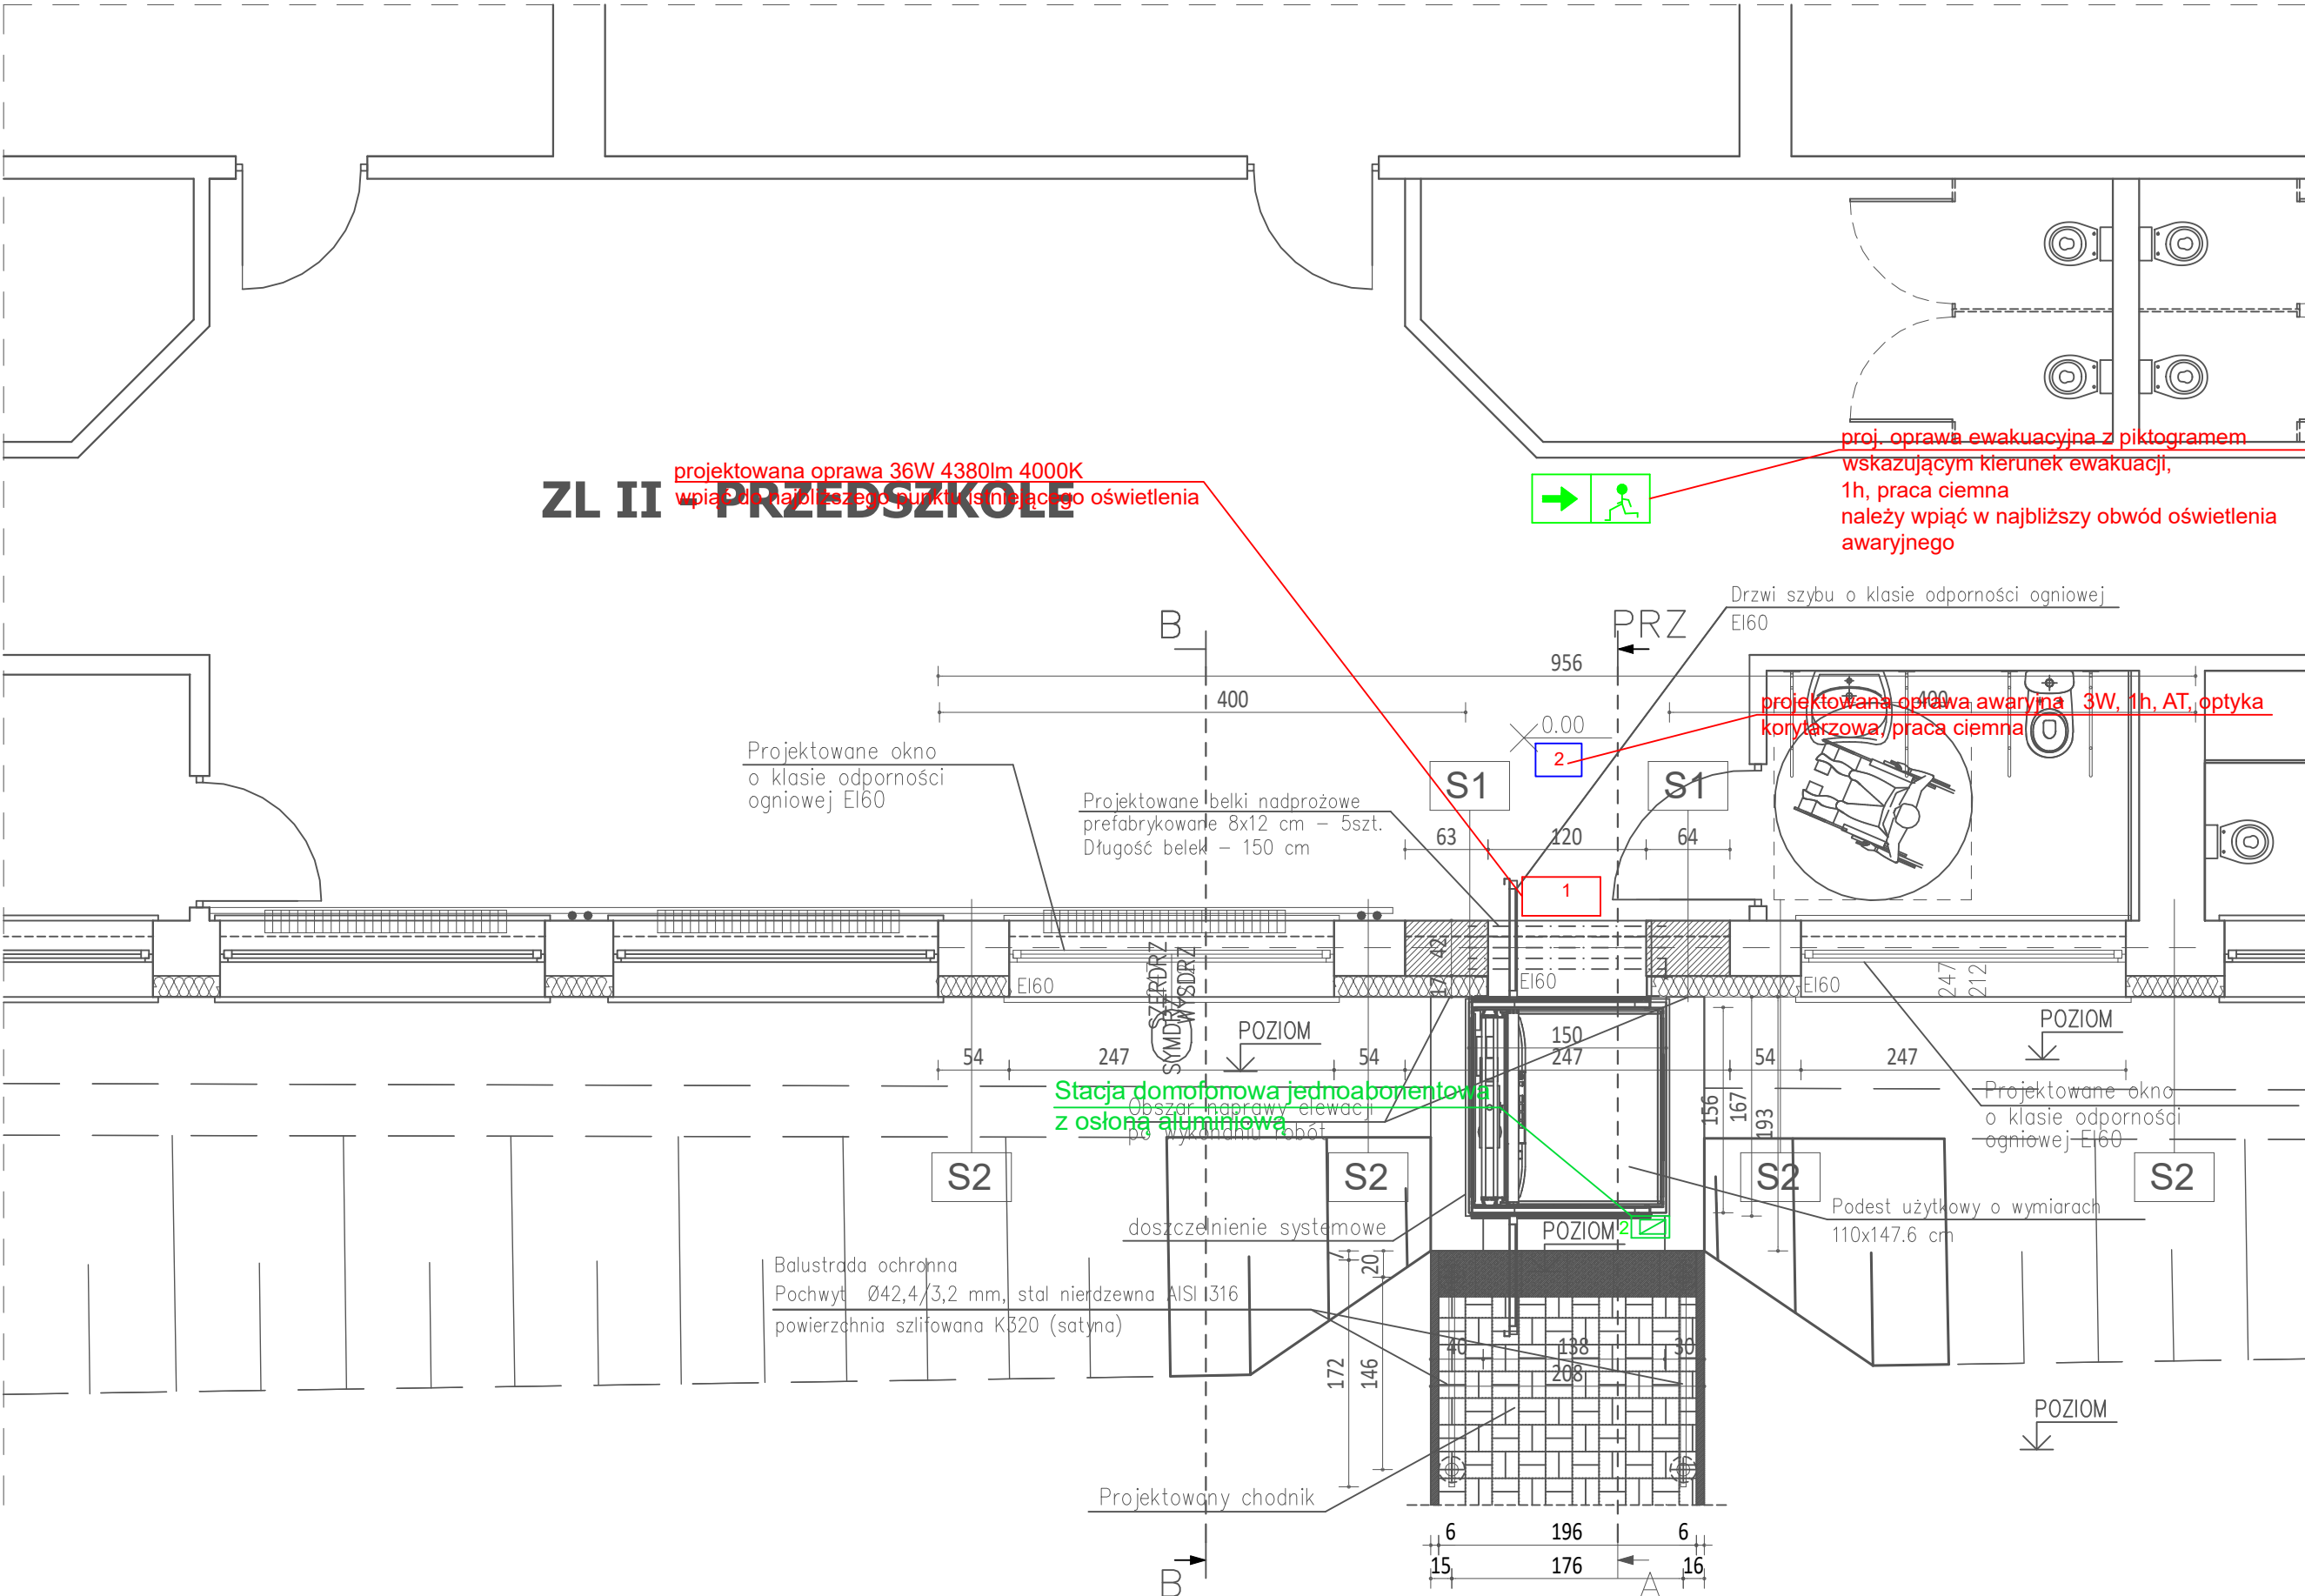 projektowana oprawa 36W 4380lm 4000K
wpiąć do najbliższego punktu istniejącego oświetlenia
ZL II - PRZEDSZKOLE
proj. oprawa ewakuacyjna z piktogramem
wskazującym kierunek ewakuacji,
1h, praca ciemna
należy wpiąć w najbliższy obwód oświetlenia
awaryjnego
Drzwi szybu o klasie odporności ogniowej
EI60
B
PRZ
956
400
400
projektowana oprawa awaryjna 3W, 1h, AT, optyka
korytarzowa, praca ciemna
0.00
2
Projektowane okno
o klasie odporności
ogniowej EI60
S1
S1
Projektowane belki nadprożowe
prefabrykowane 8x12 cm – 5szt.
Długość belek – 150 cm
63
120
64
1
42
17
EI60
EI60
EI60
SZERDRZ
WYSDRZ
SYMDRZ
247
212
POZIOM
POZIOM
150
54
247
54
247
54
247
Stacja domofonowa jednoabonentowa
z osłoną aluminiową
Obszar naprawy elewacji
po wykonaniu robót
156
167
193
Projektowane okno
o klasie odporności
ogniowej EI60
S2
S2
S2
S2
Podest użytkowy o wymiarach
110x147.6 cm
doszczelnienie systemowe
POZIOM
2
Balustrada ochronna
Pochwyt Ø42,4/3,2 mm, stal nierdzewna AISI 316
powierzchnia szlifowana K320 (satyna)
20
172
146
40
138
30
208
POZIOM
Projektowany chodnik
6
196
6
15
176
16
B
A